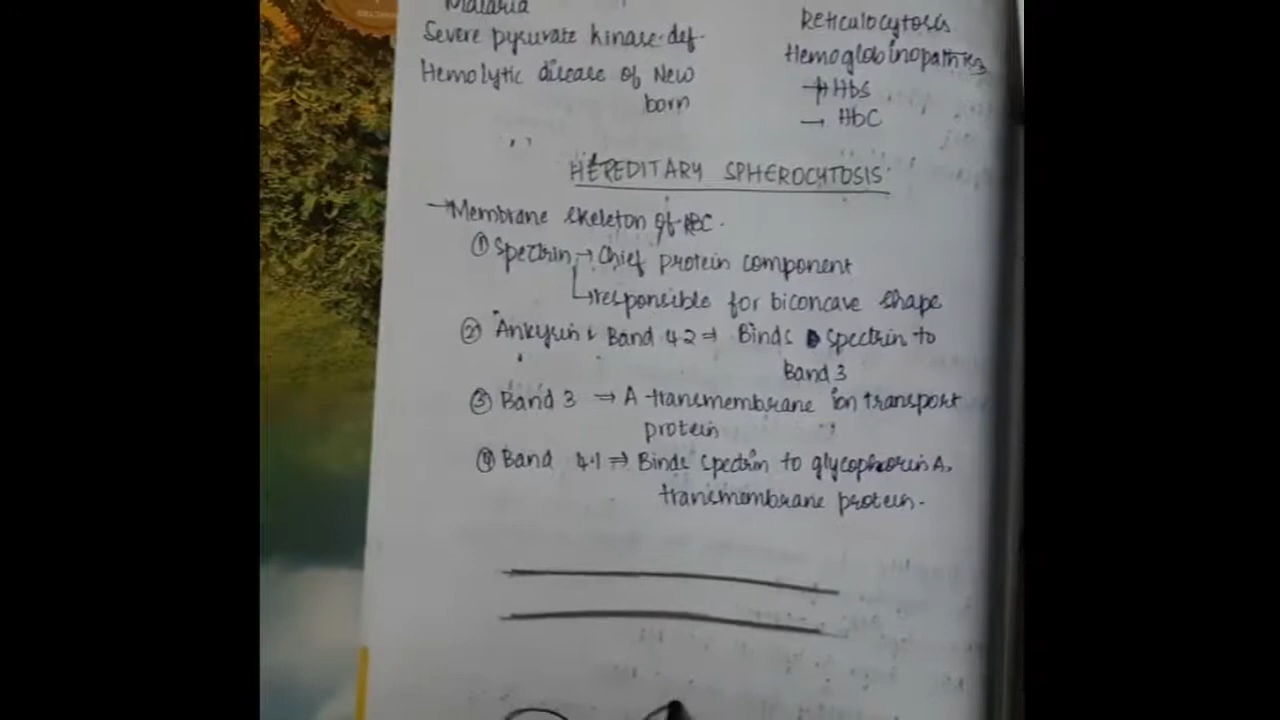 Malaria
Severe pyruvate kinase def-
Hemolytic disease of New
born
Reticulocytosis
Hemoglobinopathies
→ HbS
→ HbC
HEREDITARY SPHEROCYTOSIS
→ Membrane skeleton of RBC.
① Spectrin → Chief protein component
↳ responsible for biconcave shape
② Ankyrin & Band 4.2 ⇒ Binds spectrin to
Band 3
③ Band 3 ⇒ A transmembrane ion transport
protein
④ Band 4.1 ⇒ Binds spectrin to glycophorin A,
transmembrane protein.